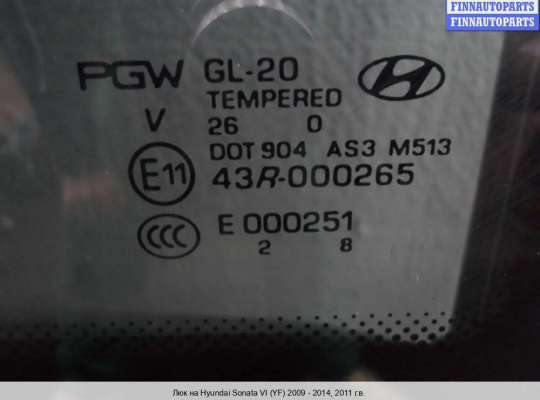 FINNAUTOPARTS
FINNAUTOPARTS
PGW GL-20
TEMPERED
V 26 0
DOT 904 AS3 M513
E11 43R-000265
CCC E 000251
2 8
Люк на Hyundai Sonata VI (YF) 2009 - 2014, 2011 г.в.